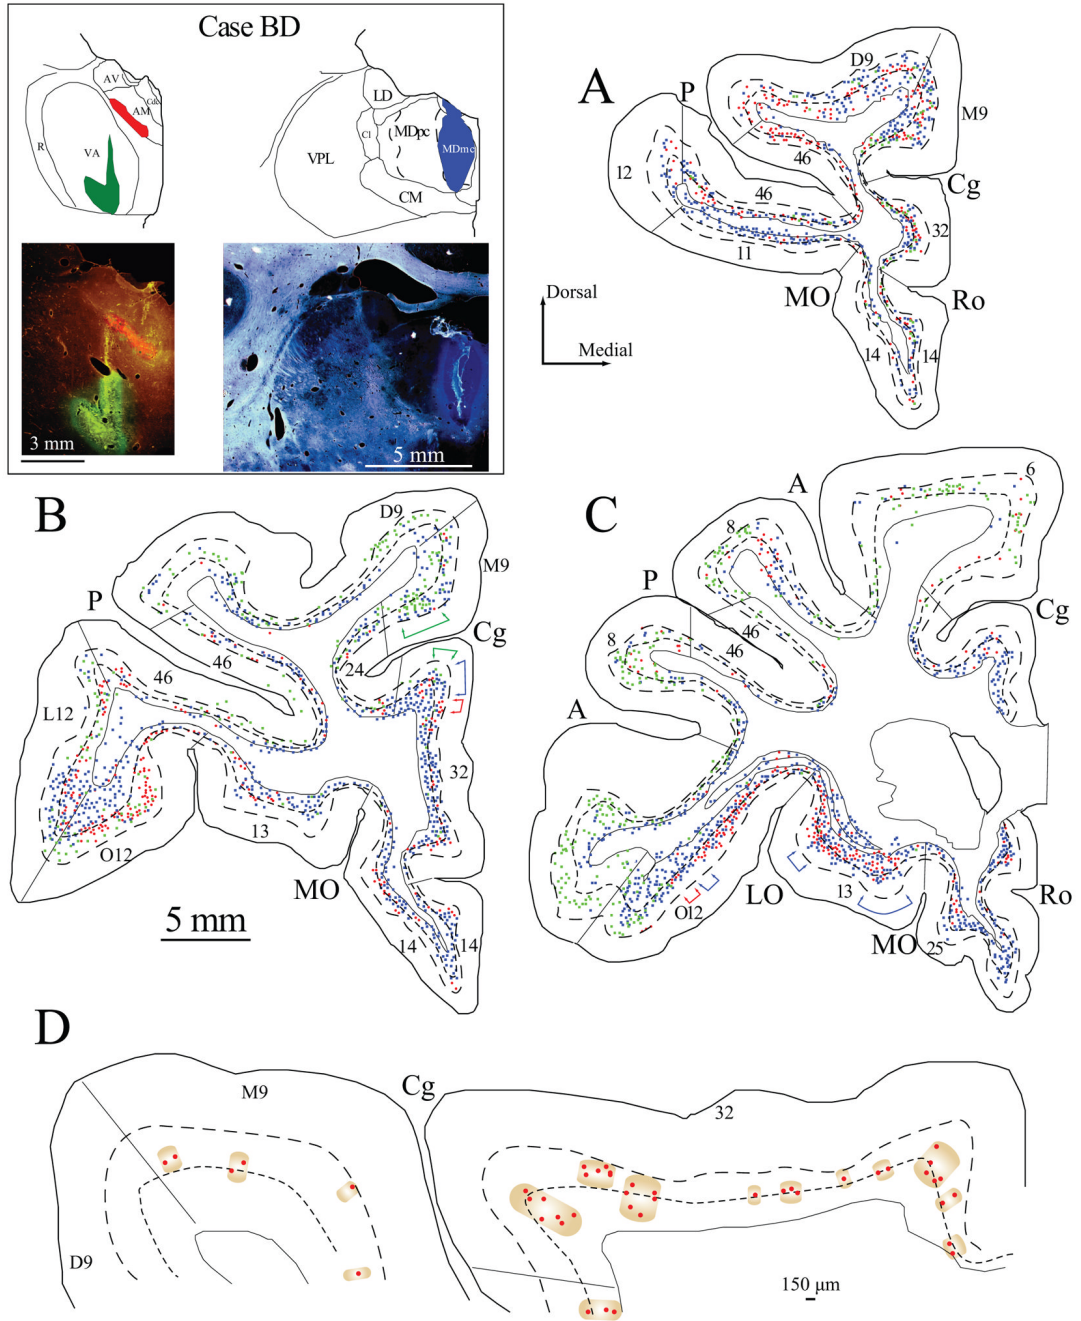 Case BD
AV
Cdc
AM
R
VA
LD
Cl
MDpc
MDmc
VPL
CM
3 mm
5 mm
A
D9
P
M9
46
12
46
Cg
32
11
MO
Ro
14
14
Dorsal
Medial
B
D9
M9
P
Cg
46
24
46
L12
32
O12
13
MO
14
14
5 mm
C
A
6
8
P
Cg
46
46
8
A
O12
LO
13
MO
25
Ro
D
M9
Cg
32
D9
150 μm